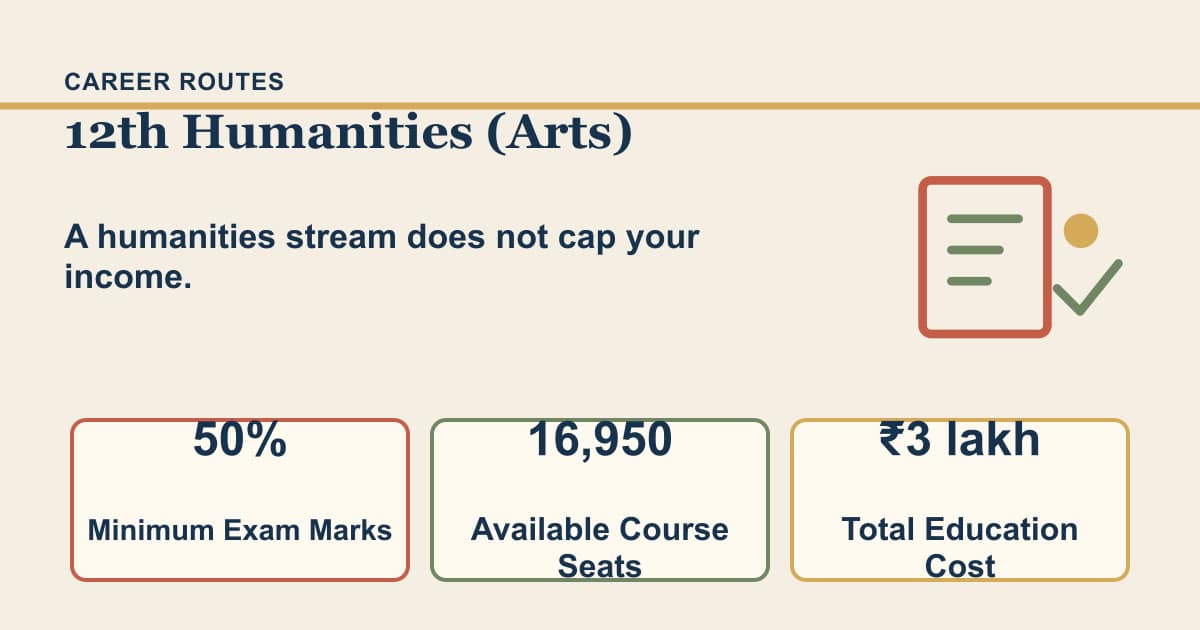 CAREER ROUTES
12th Humanities (Arts)
A humanities stream does not cap your
income.
50%
Minimum Exam Marks
16,950
Available Course
Seats
₹3 lakh
Total Education
Cost